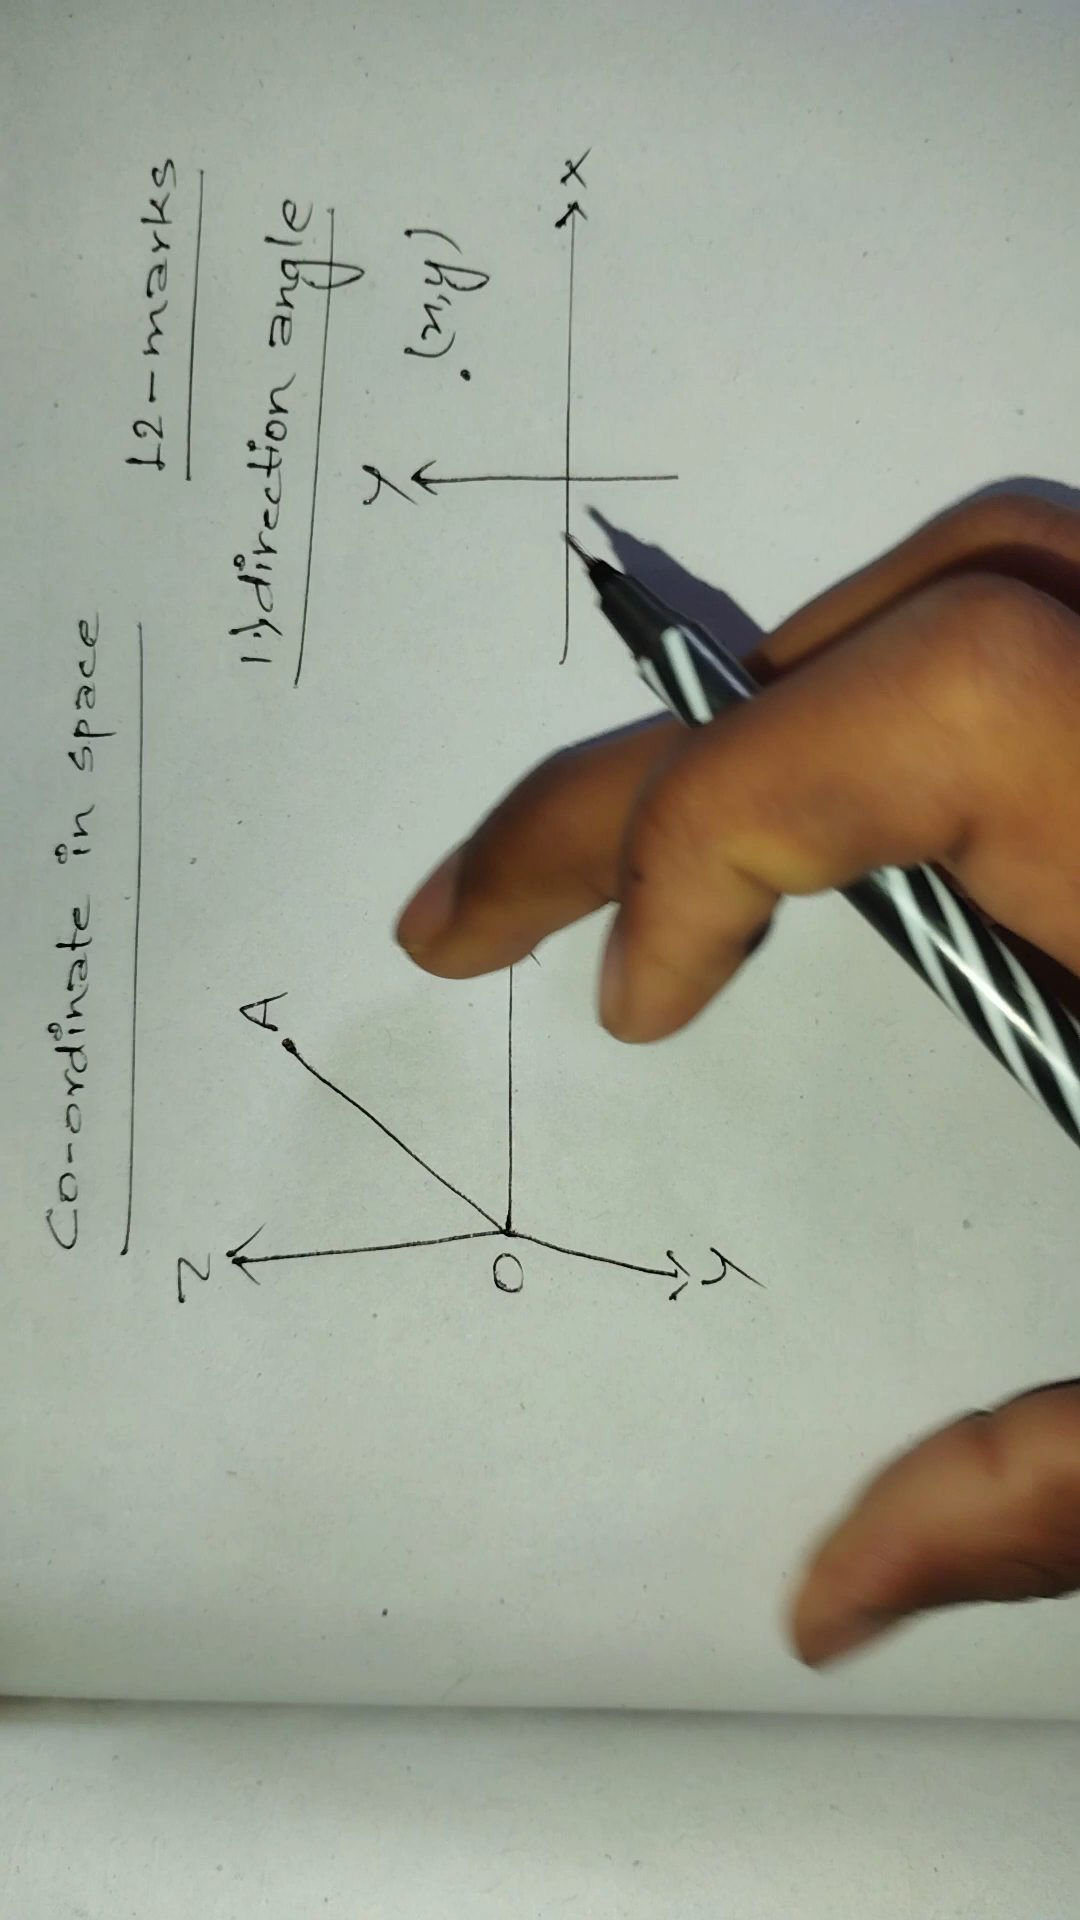 Co-ordinate in space
12-marks
1) direction angle
Z
A
O
Y
Y
.(x,y)
X